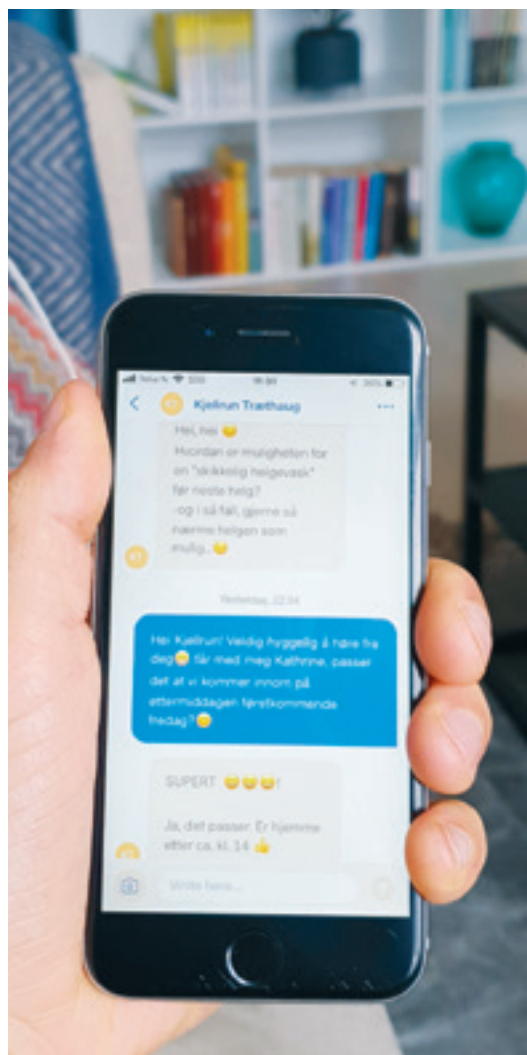 Kjellrun Træthaug
Hei, hei 😊
Hvordan er muligheten for
en "skikkelig helgevask"
før neste helg?
-og i så fall, gjerne så
nærme helgen som
mulig..😊
Yesterday, 22:34
Hei Kjellrun! Veldig hyggelig å høre fra
deg😊 får med meg Kathrine, passer
det at vi kommer innom på
ettermiddagen førstkommende
fredag?😊
SUPERT 😄😄😄!
Ja, det passer. Er hjemme
etter ca. kl. 14 👍
Write here...